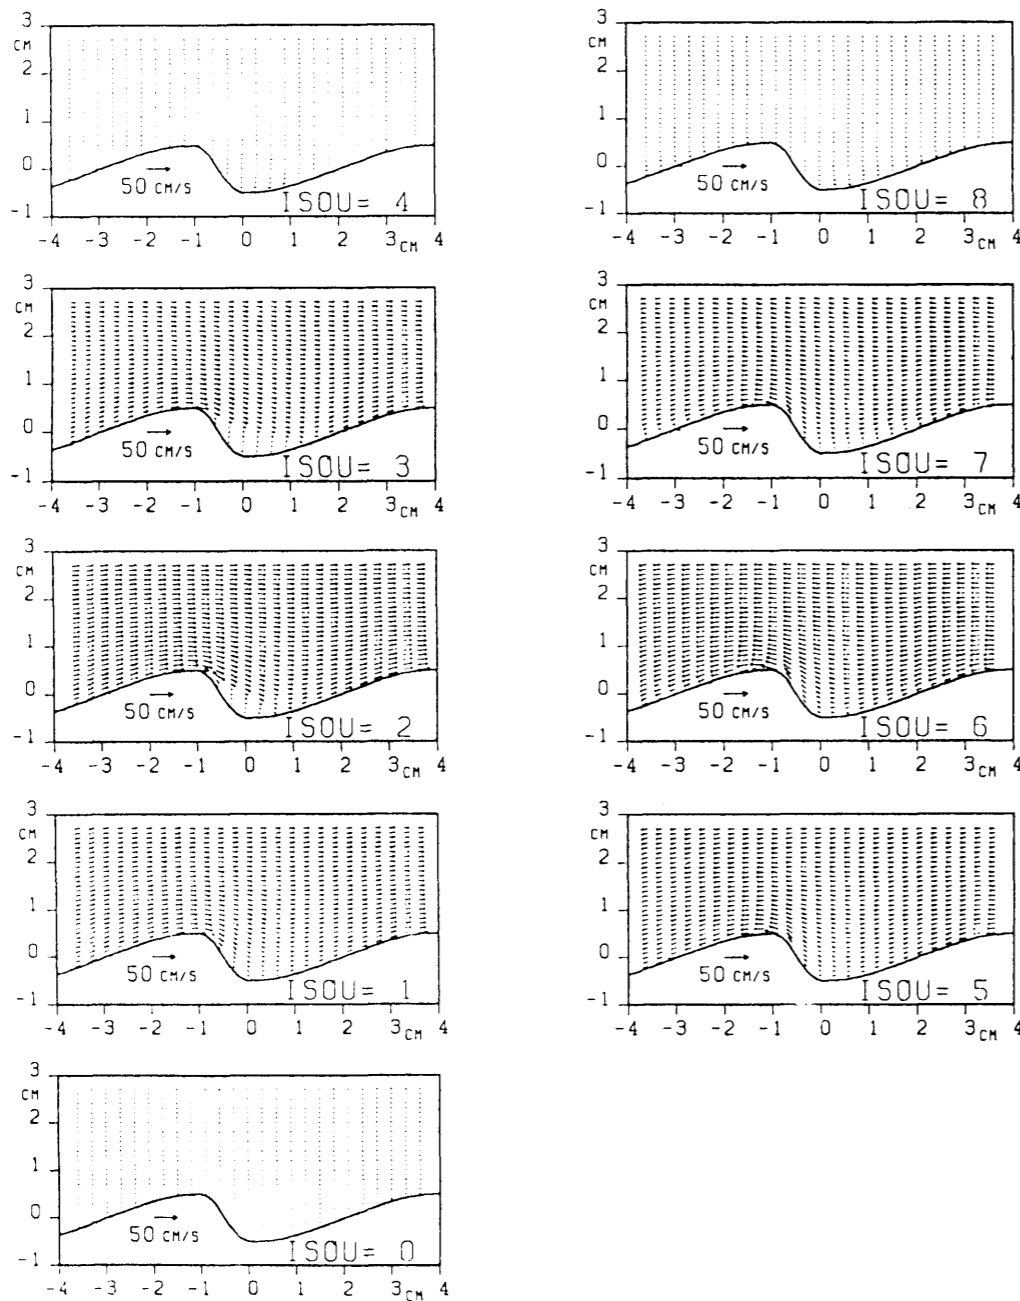 3
CM
2
1
0
-1
50 CM/S
ISOU= 4
-4 -3 -2 -1 0 1 2 3 CM 4
3
CM
2
1
0
-1
50 CM/S
ISOU= 8
-4 -3 -2 -1 0 1 2 3 CM 4
3
CM
2
1
0
-1
50 CM/S
ISOU= 3
-4 -3 -2 -1 0 1 2 3 CM 4
3
CM
2
1
0
-1
50 CM/S
ISOU= 7
-4 -3 -2 -1 0 1 2 3 CM 4
3
CM
2
1
0
-1
50 CM/S
ISOU= 2
-4 -3 -2 -1 0 1 2 3 CM 4
3
CM
2
1
0
-1
50 CM/S
ISOU= 6
-4 -3 -2 -1 0 1 2 3 CM 4
3
CM
2
1
0
-1
50 CM/S
ISOU= 1
-4 -3 -2 -1 0 1 2 3 CM 4
3
CM
2
1
0
-1
50 CM/S
ISOU= 5
-4 -3 -2 -1 0 1 2 3 CM 4
3
CM
2
1
0
-1
50 CM/S
ISOU= 0
-4 -3 -2 -1 0 1 2 3 CM 4